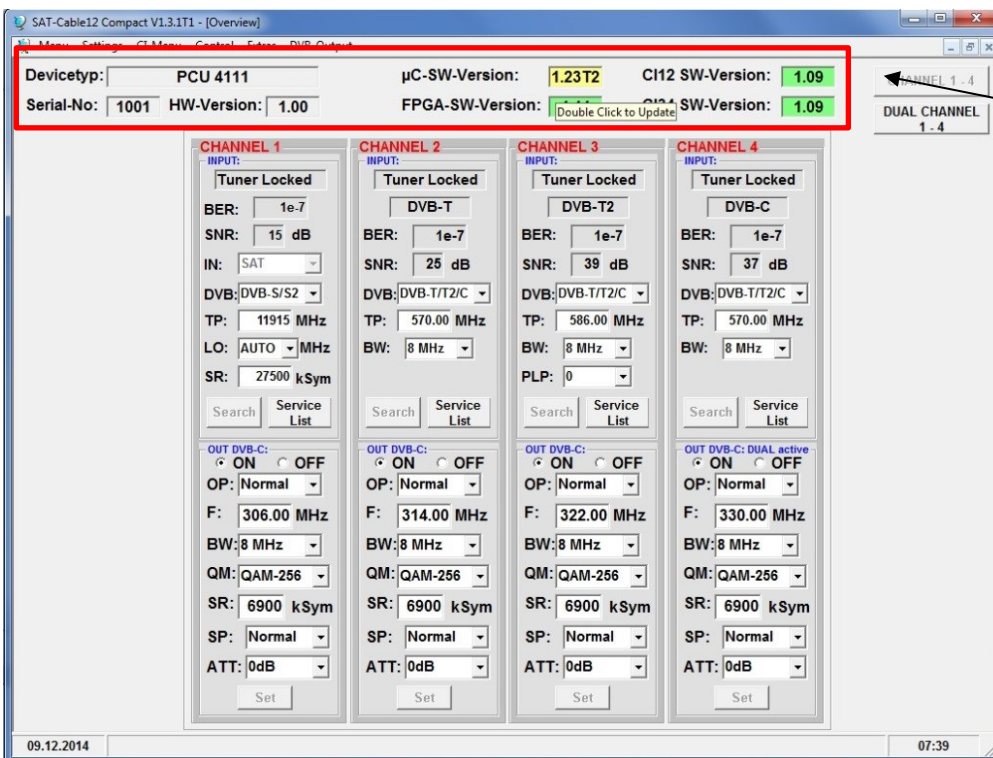 SAT-Cable12 Compact V1.3.1T1 - [Overview]
Menu Settings CI-Menu Control Extras DVB-Output
Devicetyp: PCU 4111 µC-SW-Version: 1.23T2 CI12 SW-Version: 1.09
CHANNEL 1 - 4
Serial-No: 1001 HW-Version: 1.00 FPGA-SW-Version: CI34 SW-Version: 1.09
Double Click to Update
DUAL CHANNEL
1 - 4
CHANNEL 1 CHANNEL 2 CHANNEL 3 CHANNEL 4
INPUT: INPUT: INPUT: INPUT:
Tuner Locked Tuner Locked Tuner Locked Tuner Locked
BER: 1e-7 DVB-T DVB-T2 DVB-C
SNR: 15 dB BER: 1e-7 BER: 1e-7 BER: 1e-7
IN: SAT SNR: 25 dB SNR: 39 dB SNR: 37 dB
DVB: DVB-S/S2 DVB: DVB-T/T2/C DVB: DVB-T/T2/C DVB: DVB-T/T2/C
TP: 11915 MHz TP: 570.00 MHz TP: 586.00 MHz TP: 570.00 MHz
LO: AUTO MHz BW: 8 MHz BW: 8 MHz BW: 8 MHz
SR: 27500 kSym PLP: 0
Search Service List Search Service List Search Service List Search Service List
OUT DVB-C: OUT DVB-C: OUT DVB-C: OUT DVB-C: DUAL active
ON OFF ON OFF ON OFF ON OFF
OP: Normal OP: Normal OP: Normal OP: Normal
F: 306.00 MHz F: 314.00 MHz F: 322.00 MHz F: 330.00 MHz
BW: 8 MHz BW: 8 MHz BW: 8 MHz BW: 8 MHz
QM: QAM-256 QM: QAM-256 QM: QAM-256 QM: QAM-256
SR: 6900 kSym SR: 6900 kSym SR: 6900 kSym SR: 6900 kSym
SP: Normal SP: Normal SP: Normal SP: Normal
ATT: 0dB ATT: 0dB ATT: 0dB ATT: 0dB
Set Set Set Set
09.12.2014 07:39